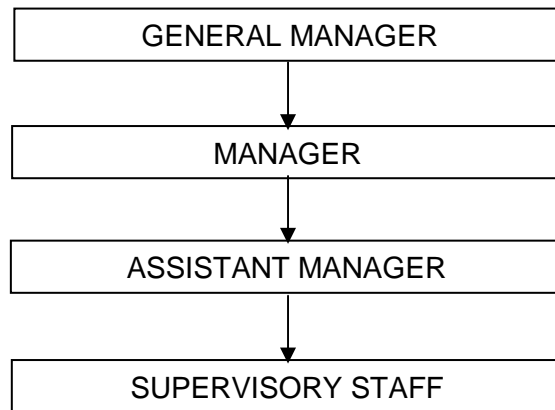 GENERAL MANAGER
MANAGER
ASSISTANT MANAGER
SUPERVISORY STAFF